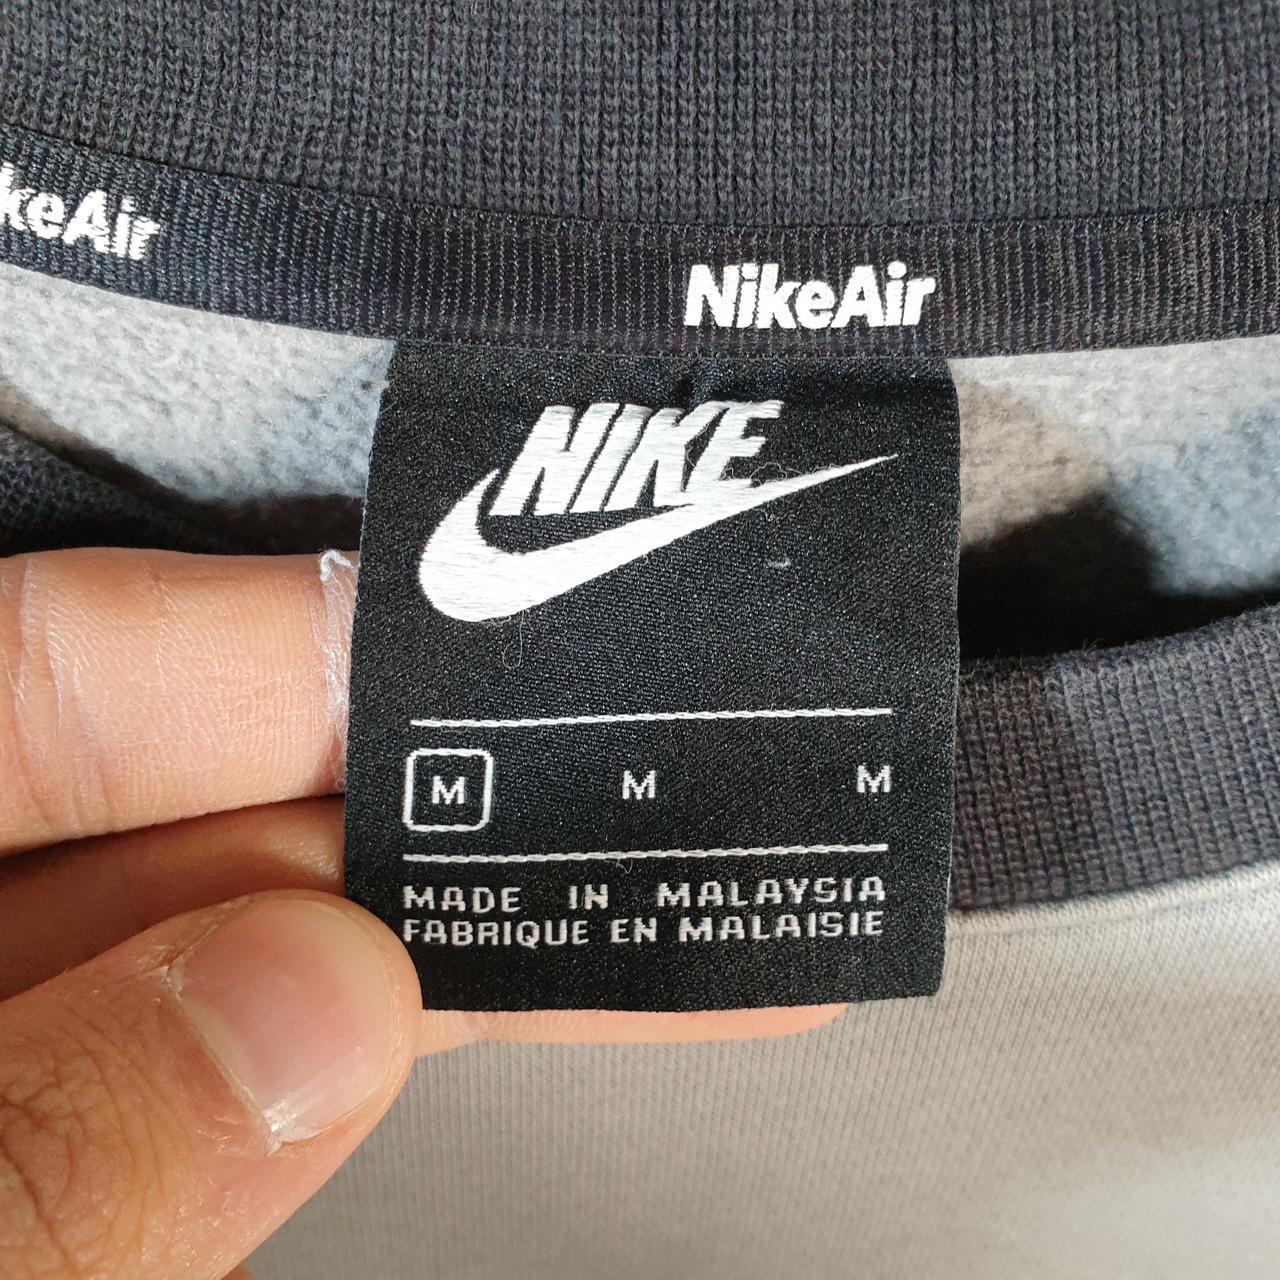 keAir
NikeAir
NIKE
M M M
MADE IN MALAYSIA
FABRIQUE EN MALAISIE